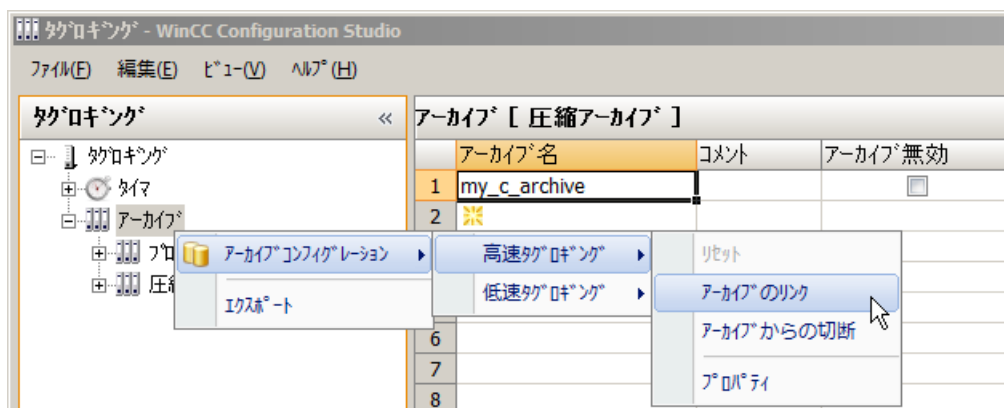 ﾀｸﾞﾛｷﾞﾝｸﾞ - WinCC Configuration Studio
ﾌｧｲﾙ(F) 編集(E) ﾋﾞｭｰ(V) ﾍﾙﾌﾟ(H)
ﾀｸﾞﾛｷﾞﾝｸﾞ « ｱｰｶｲﾌﾞ [ 圧縮ｱｰｶｲﾌﾞ ]
ﾀｸﾞﾛｷﾞﾝｸﾞ
ｱｰｶｲﾌﾞ名 ｺﾒﾝﾄ ｱｰｶｲﾌﾞ無効
ﾀｲﾏ
1 my_c_archive
ｱｰｶｲﾌﾞ
2
ﾌﾟﾛ
ｱｰｶｲﾌﾞｺﾝﾌｨｸﾞﾚｰｼｮﾝ 高速ﾀｸﾞﾛｷﾞﾝｸﾞ ﾘｾｯﾄ
圧
ｴｸｽﾎﾟｰﾄ 低速ﾀｸﾞﾛｷﾞﾝｸﾞ ｱｰｶｲﾌﾞのﾘﾝｸ
6 ｱｰｶｲﾌﾞからの切断
7 ﾌﾟﾛﾊﾟﾃｨ
8